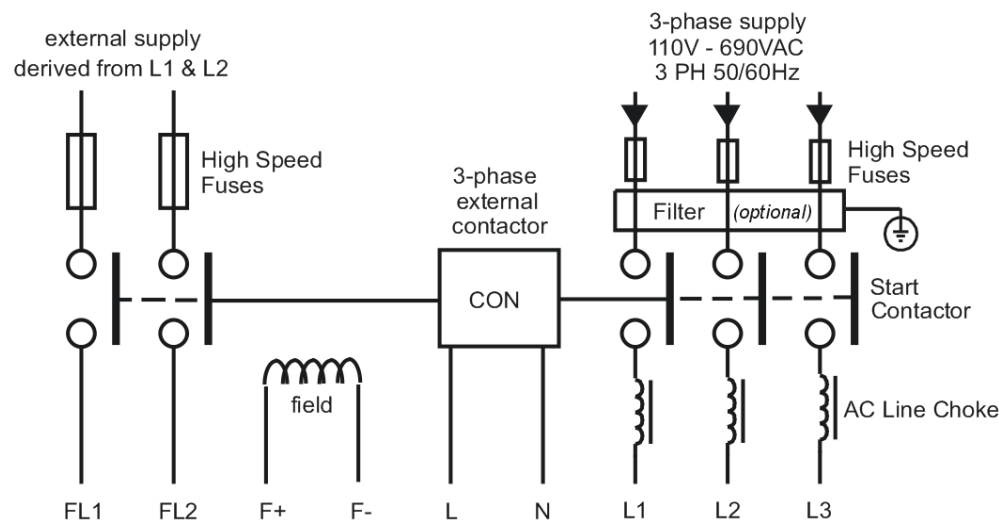 external supply
derived from L1 & L2
3-phase supply
110V - 690VAC
3 PH 50/60Hz
High Speed
Fuses
High Speed
Fuses
3-phase
external
contactor
Filter (optional)
CON
Start
Contactor
field
AC Line Choke
FL1 FL2 F+ F- L N L1 L2 L3